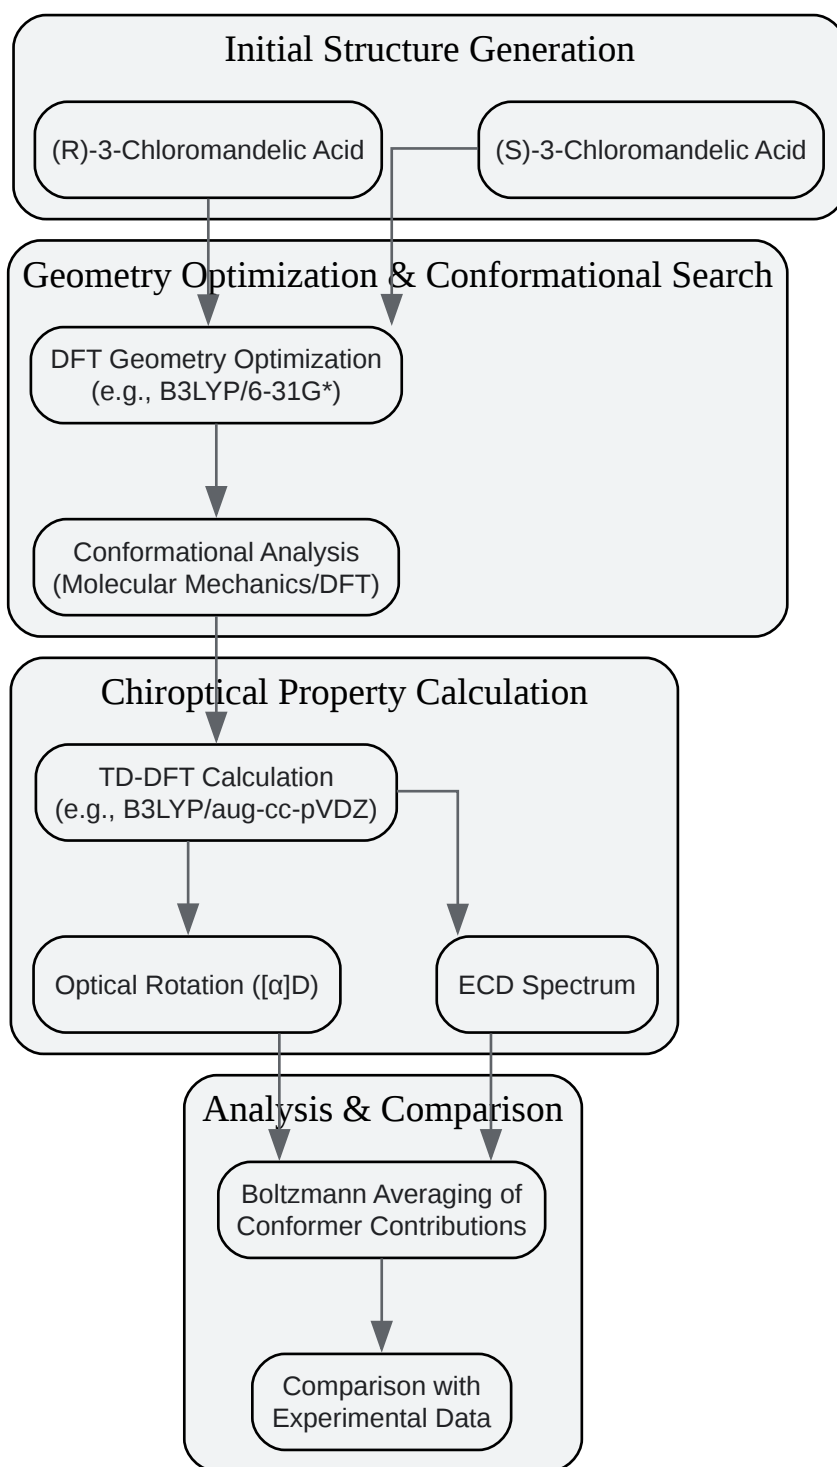 Initial Structure Generation
(R)-3-Chloromandelic Acid
(S)-3-Chloromandelic Acid
Geometry Optimization & Conformational Search
DFT Geometry Optimization
(e.g., B3LYP/6-31G*)
Conformational Analysis
(Molecular Mechanics/DFT)
Chiroptical Property Calculation
TD-DFT Calculation
(e.g., B3LYP/aug-cc-pVDZ)
Optical Rotation ([α]D)
ECD Spectrum
Analysis & Comparison
Boltzmann Averaging of
Conformer Contributions
Comparison with
Experimental Data